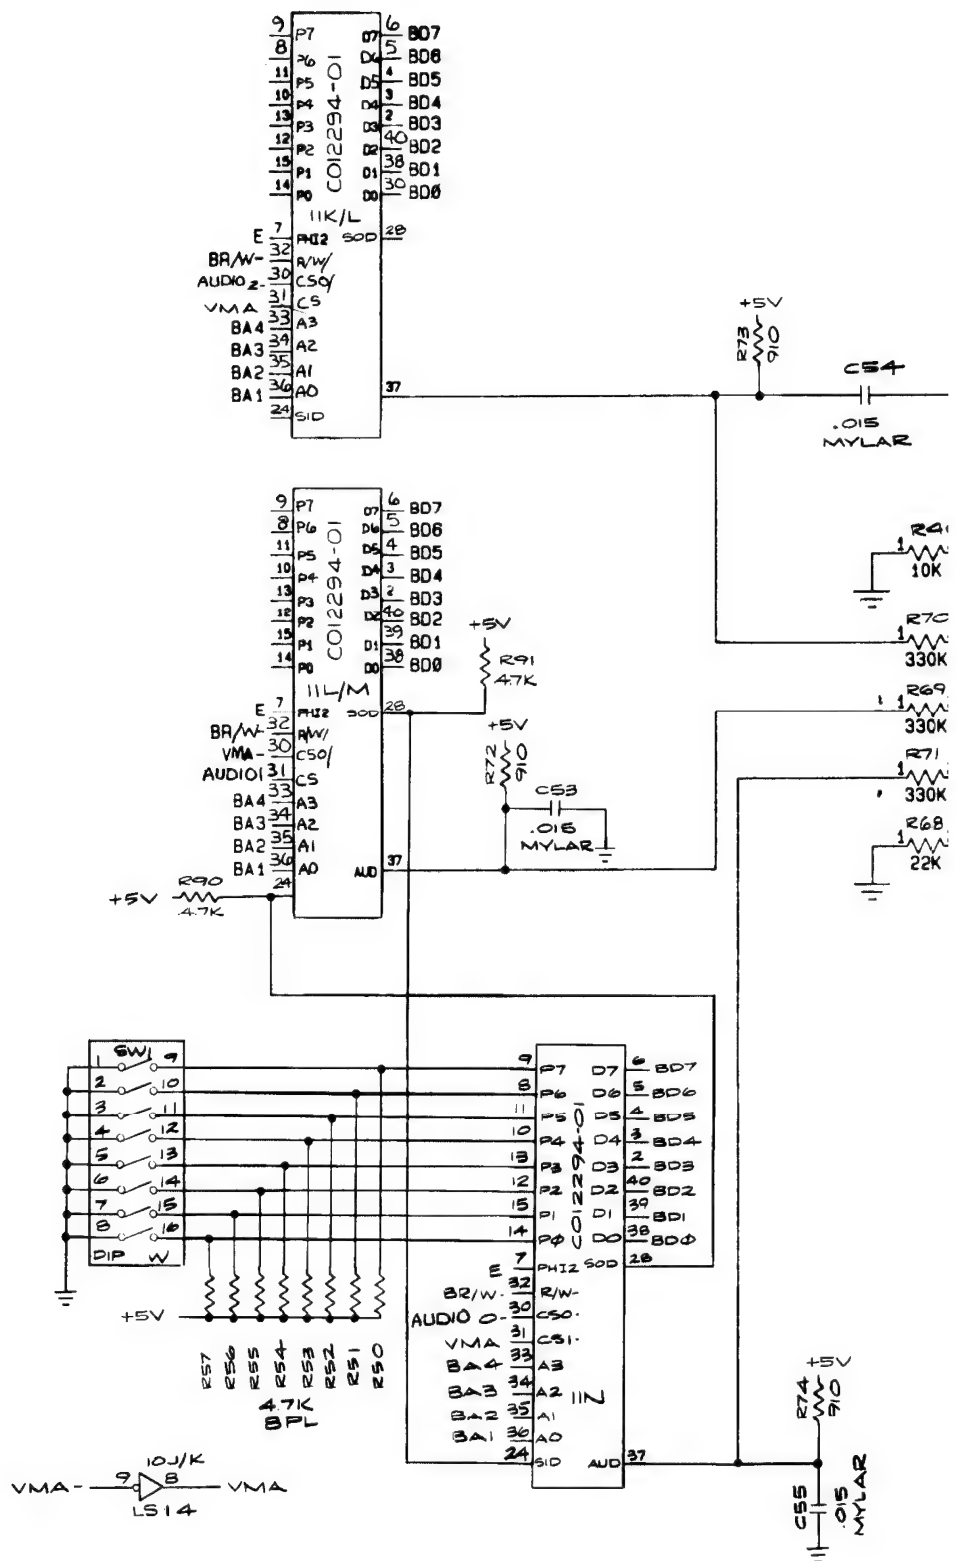 9 P7 D7 6 BD7
8 P6 D6 5 BD6
11 P5 D5 4 BD5
10 P4 D4 3 BD4
13 P3 D3 2 BD3
12 P2 D2 40 BD2
15 P1 D1 38 BD1
14 P0 D0 30 BD0
CO12294-01
11K/L
E 7 PHI2 SOD 28
BR/W- 32 R/W/
AUDIO 2- 30 CS0/
VMA 31 CS
BA4 33 A3
BA3 34 A2
BA2 35 A1
BA1 36 A0 37
24 SID
+5V
R73
910
C54
.015
MYLAR
9 P7 D7 6 BD7
8 P6 D6 5 BD6
11 P5 D5 4 BD5
10 P4 D4 3 BD4
13 P3 D3 2 BD3
12 P2 D2 40 BD2
15 P1 D1 39 BD1
14 P0 D0 38 BD0
CO12294-01
11L/M
E 7 PHI2 SOD 28
BR/W- 32 R/W/
VMA- 30 CS0/
AUDIO1 31 CS
BA4 33 A3
BA3 34 A2
BA2 35 A1
BA1 36 A0 AUD 37
24
+5V
R90
4.7K
+5V
R91
4.7K
+5V
R72
910
C53
.015
MYLAR
1
10K
R70
1
330K
R69
330K
R71
1
330K
R68
1
22K
SW1
1 9
2 10
3 11
4 12
5 13
6 14
7 15
8 16
DIP W
9 P7 D7 6 BD7
8 P6 D6 5 BD6
11 P5 D5 4 BD5
10 P4 D4 3 BD4
13 P3 D3 2 BD3
12 P2 D2 40 BD2
15 P1 D1 39 BD1
14 P0 D0 38 BD0
CO12294-01
E 7 PHI2 SOD 28
BR/W- 32 R/W-
AUDIO 0- 30 CS0-
VMA 31 CS1-
BA4 33 A3
BA3 34 A2
BA2 35 A1
BA1 36 A0
24 SID AUD 37
11N
+5V
R57
R56
R55
R54
R53
R52
R51
R50
4.7K
8PL
+5V
R74
910
C55
.015
MYLAR
10J/K
VMA- 9 8 VMA
LS14